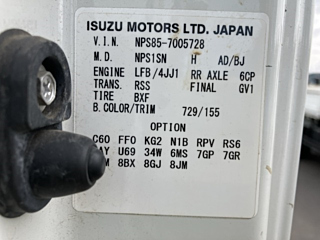 ISUZU MOTORS LTD. JAPAN
V.I.N. NPS85-7005728
M.D. NPS1SN H AD/BJ
ENGINE LFB/4JJ1 RR AXLE 6CP
TRANS. RSS FINAL GV1
TIRE BXF
B.COLOR/TRIM 729/155
OPTION
C60 FF0 KG2 N1B RPV RS6
U69 34W 6MS 7GP 7GR
8BX 8GJ 8JM